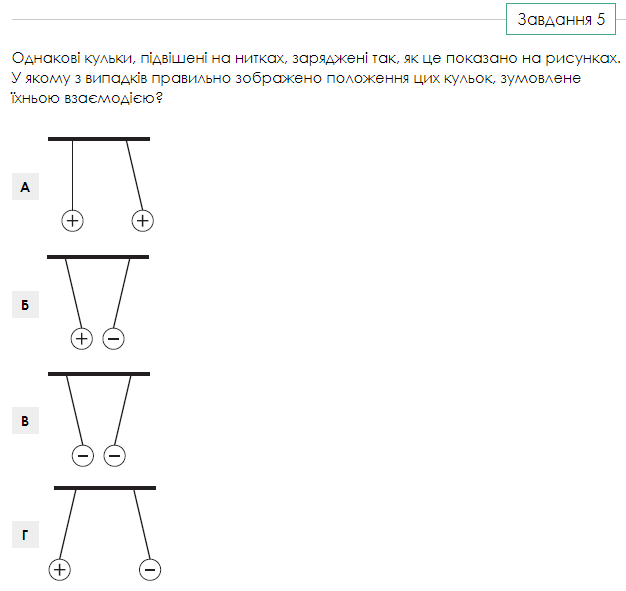 Завдання 5
Однакові кульки, підвішені на нитках, заряджені так, як це показано на рисунках.
У якому з випадків правильно зображено положення цих кульок, зумовлене
їхньою взаємодією?
А
+ +
Б
+ −
В
− −
Г
+ −